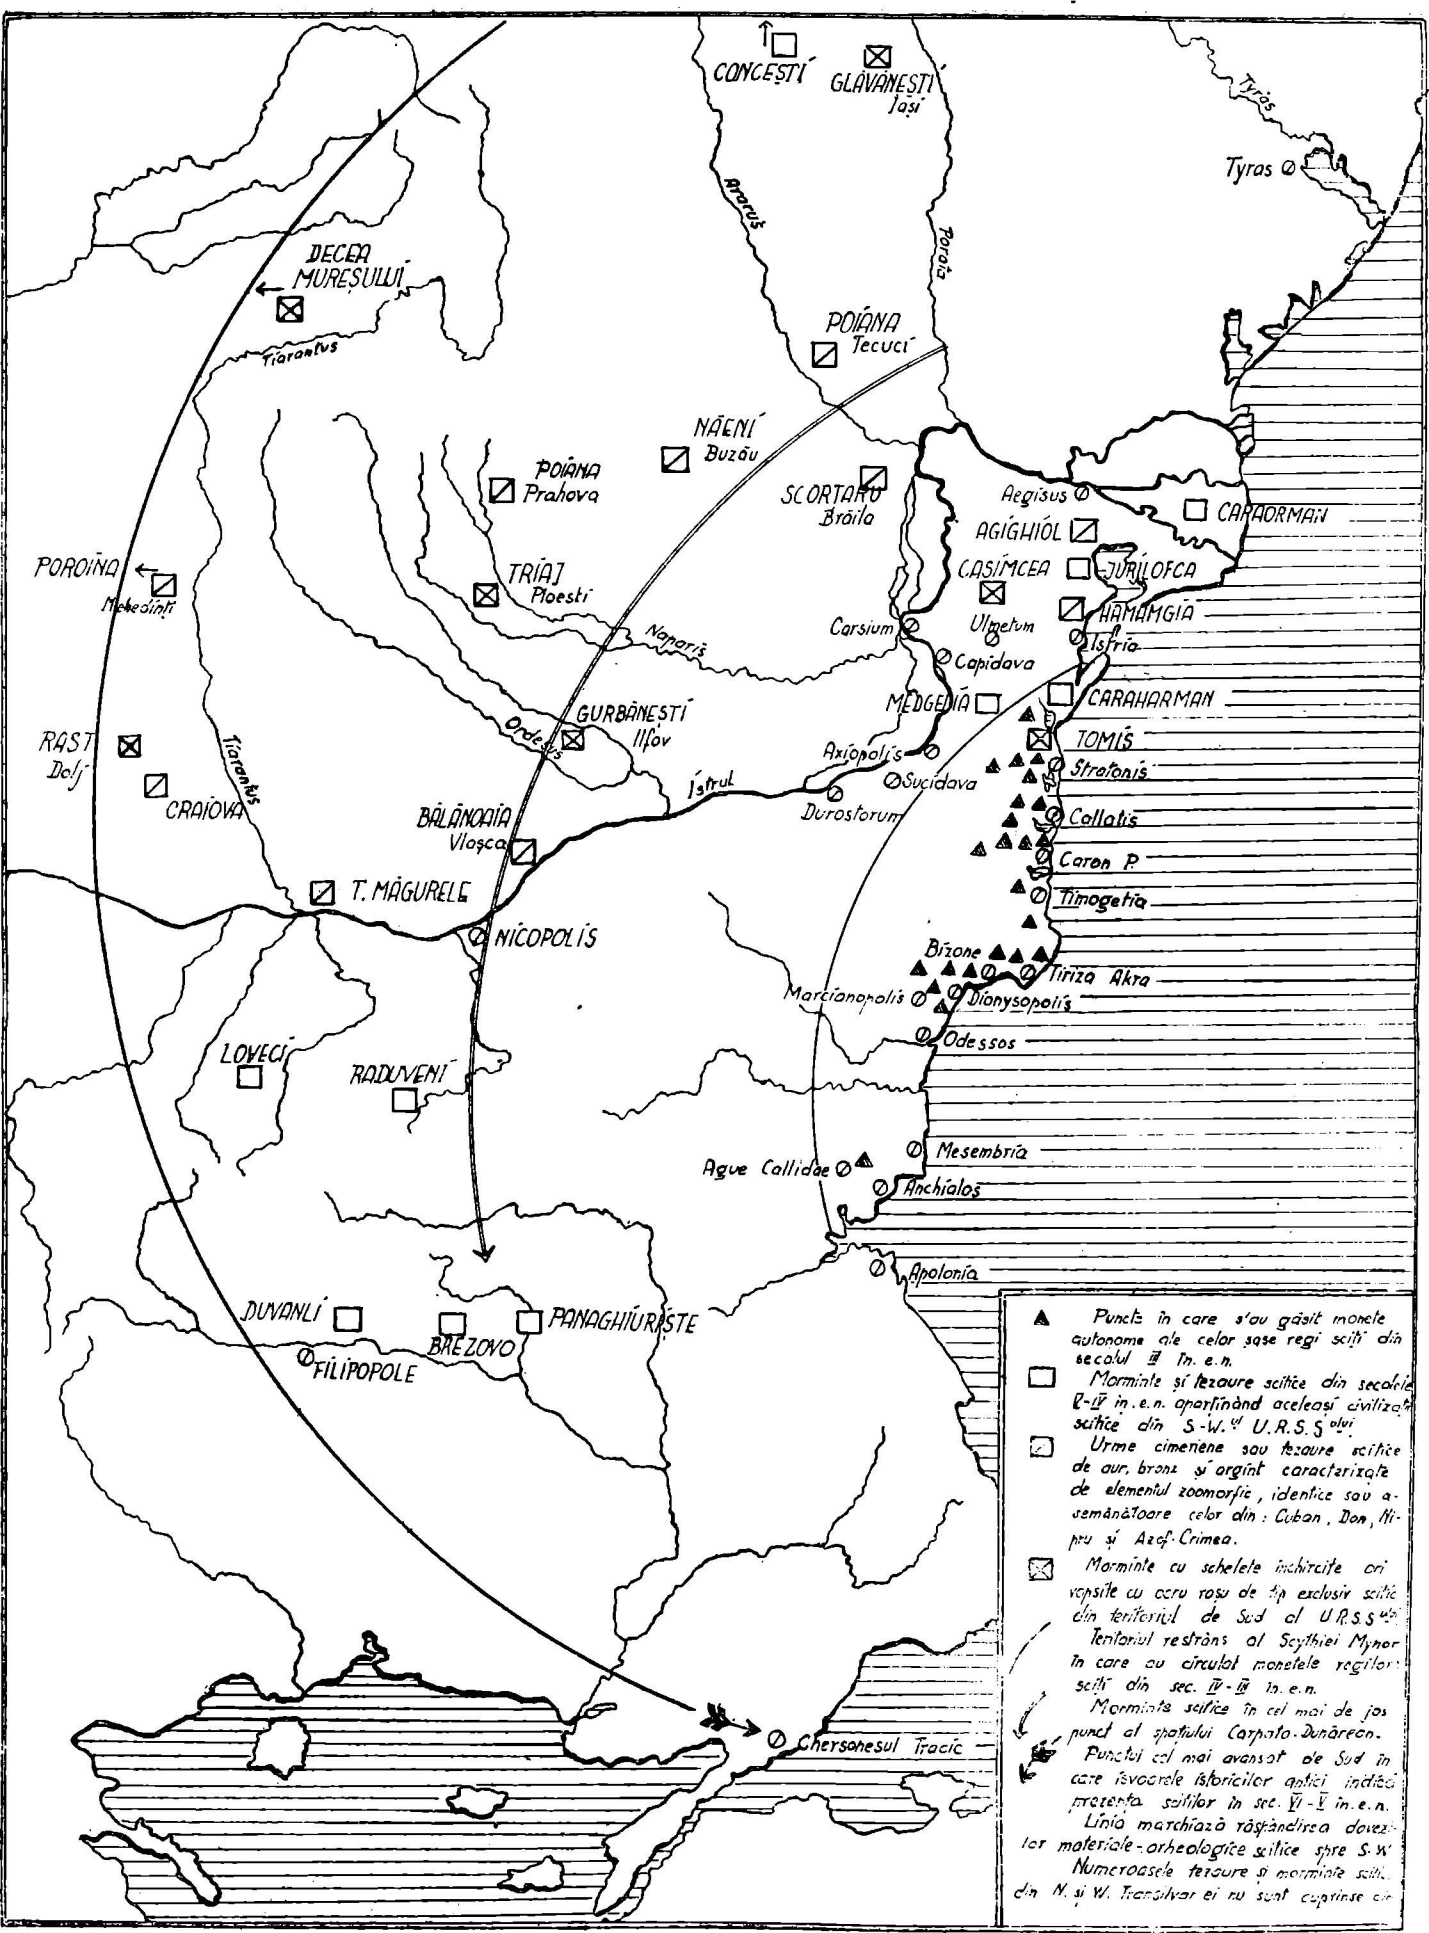 CONCEȘTI
GLĂVĂNEȘTI
Iași
Tyras
Tyras
Ararus
Porata
DECEA
MUREȘULUI
Tiarantus
POIANA
Tecuci
NĂENI
Buzău
POIANA
Prahova
SCORTARU
Brăila
Aegisus
CARAORMAN
AGIGHIOL
CASIMCEA
JURILOFCA
POROINA
Mehedinți
TRIAJ
Ploesti
HAMAMGIA
Carsium
Ulmetum
Istria
Naparis
Capidava
MEDGEDIA
CARAHARMAN
GURBĂNEȘTI
Ilfov
Ordesus
TOMIS
RAST
Dolj
Tiarantus
Axiopolis
Stratonis
Sucidava
Istrul
CRAIOVA
Durostorum
Callatis
BĂLĂNOAIA
Vlașca
Caron P.
T. MĂGURELE
Timogetia
NICOPOLIS
Bizone
Tiriza Akra
Marcianopolis
Dionysopolis
Odessos
LOVECI
RADUVENI
Mesembria
Ague Callidae
Anchialos
Apolonia
DUVANLI
BREZOVO
PANAGHIURIȘTE
FILIPOPOLE
Chersonesul Tracic
Puncte în care s'au găsit monete
autonome ale celor șase regi sciți din
secolul III în. e.n.
Morminte și tezaure scitice din secolele
V-IV în. e.n. aparținând aceleași
scitice din S-W.ul U.R.S.S ului
Urme cimeriene sau tezaure scitice
de aur, bronz și argint caracterizate
de elementul zoomorfic, identice sau a-
semănătoare celor din: Cuban, Don, Ni-
pru și Azof-Crimea.
Morminte cu schelete închircite ori
vopsite cu ocru roșu de tip exclusiv scitic
din teritoriul de Sud al U.R.S.S ului
Teritoriul restrâns al Scythiei Mynor
în care au circulat monetele regilor
sciți din sec. IV-III în. e.n.
Morminte scitice în cel mai de jos
punct al spațiului Carpato-Dunărean.
Punctul cel mai avansat de Sud în
care isvoarele istoricilor antici indică
prezența sciților în sec. VI-V în. e.n.
Linia marchiază răspândirea dovezi-
lor materiale-arheologice scitice spre S-W
Numeroasele tezaure și morminte
din N. și W. Transilvaniei nu sunt cuprinse